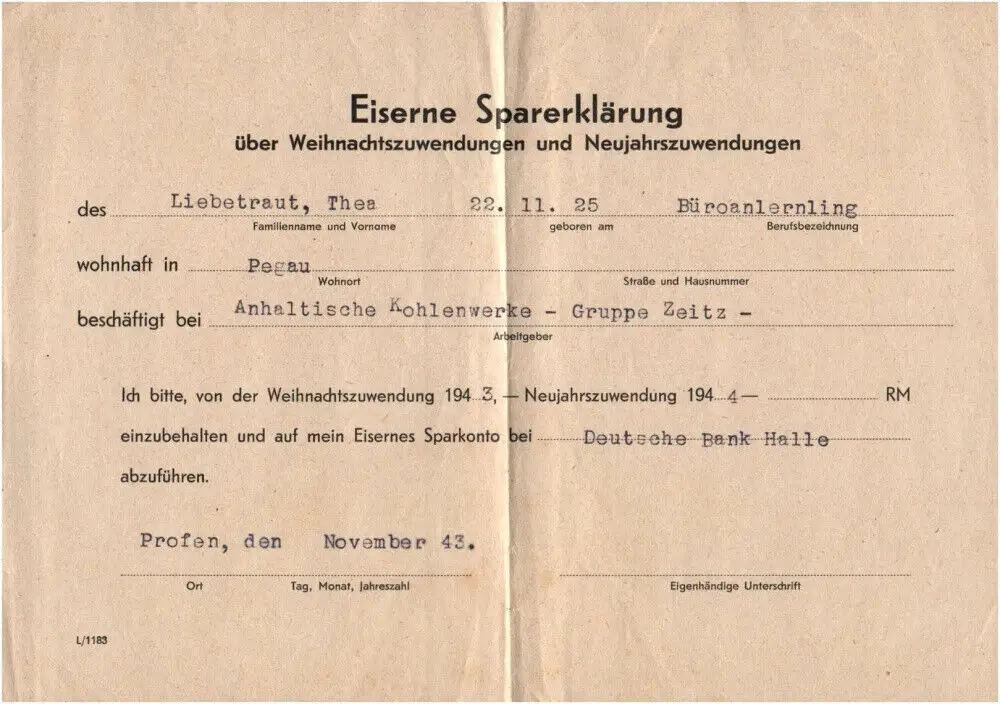 Eiserne Sparerklärung
über Weihnachtszuwendungen und Neujahrszuwendungen
des Liebetraut, Thea 22. 11. 25 Büroanlernling
Familienname und Vorname geboren am Berufsbezeichnung
wohnhaft in Pegau
Wohnort Straße und Hausnummer
beschäftigt bei Anhaltische Kohlenwerke - Gruppe Zeitz -
Arbeitgeber
Ich bitte, von der Weihnachtszuwendung 1943, — Neujahrszuwendung 1944 — RM
einzubehalten und auf mein Eisernes Sparkonto bei Deutsche Bank Halle
abzuführen.
Profen, den November 43.
Ort Tag, Monat, Jahreszahl Eigenhändige Unterschrift
L/1183